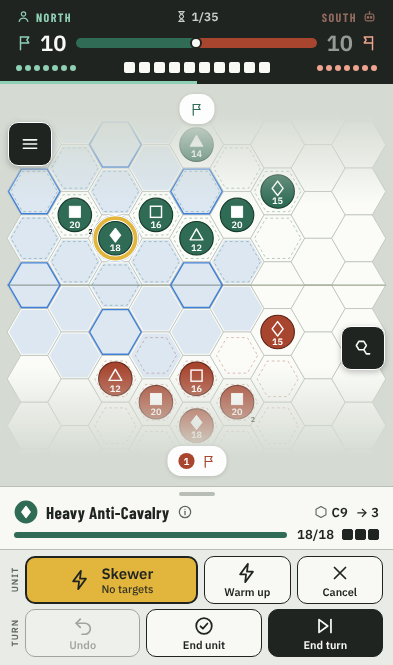 NORTH 1/35 SOUTH
10 10
14
15
20 16 20
2 18 12
15
12 16
20 20
2
18
1
Heavy Anti-Cavalry C9 → 3
18/18
UNIT
Skewer
No targets
Warm up
Cancel
TURN
Undo
End unit
End turn